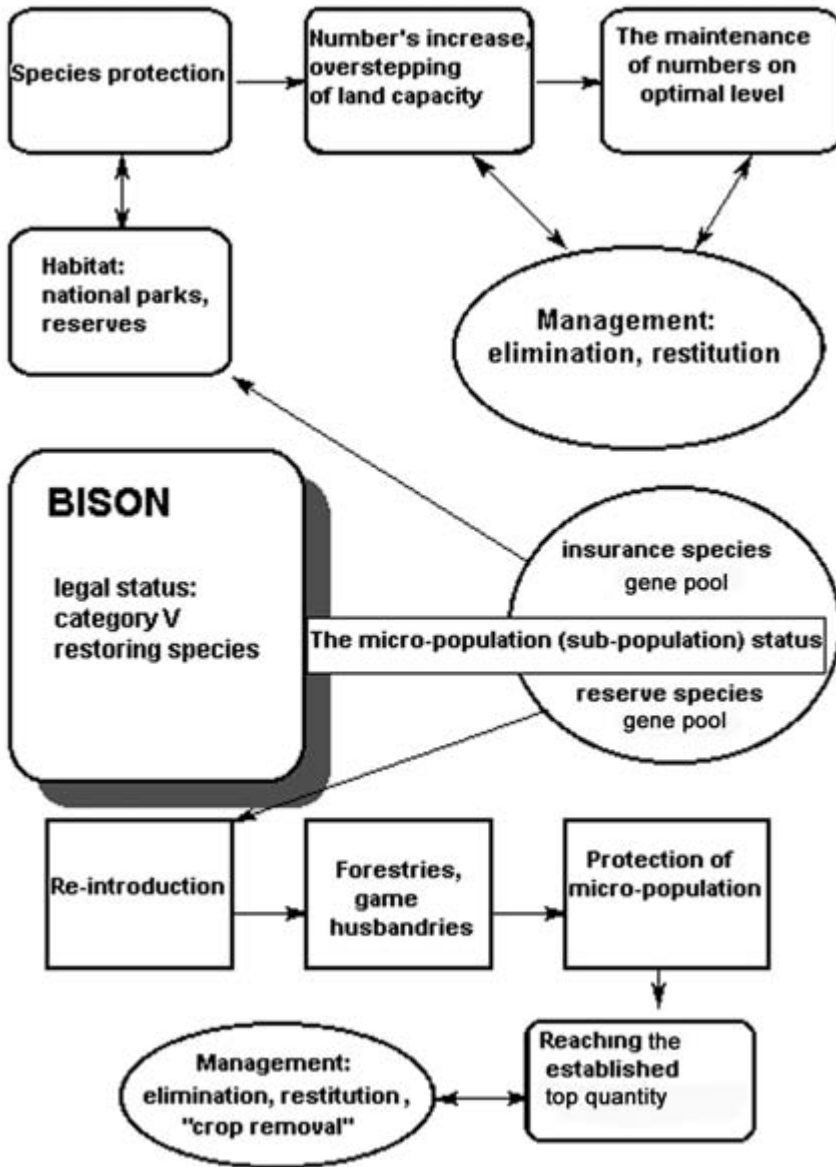 Species protection
Number's increase,
overstepping
of land capacity
The maintenance
of numbers on
optimal level
Habitat:
national parks,
reserves
Management:
elimination, restitution
BISON
legal status:
category V
restoring species
insurance species
gene pool
The micro-population (sub-population) status
reserve species
gene pool
Re-introduction
Forestries,
game
husbandries
Protection of
micro-population
Management:
elimination, restitution ,
"crop removal"
Reaching the
established
top quantity